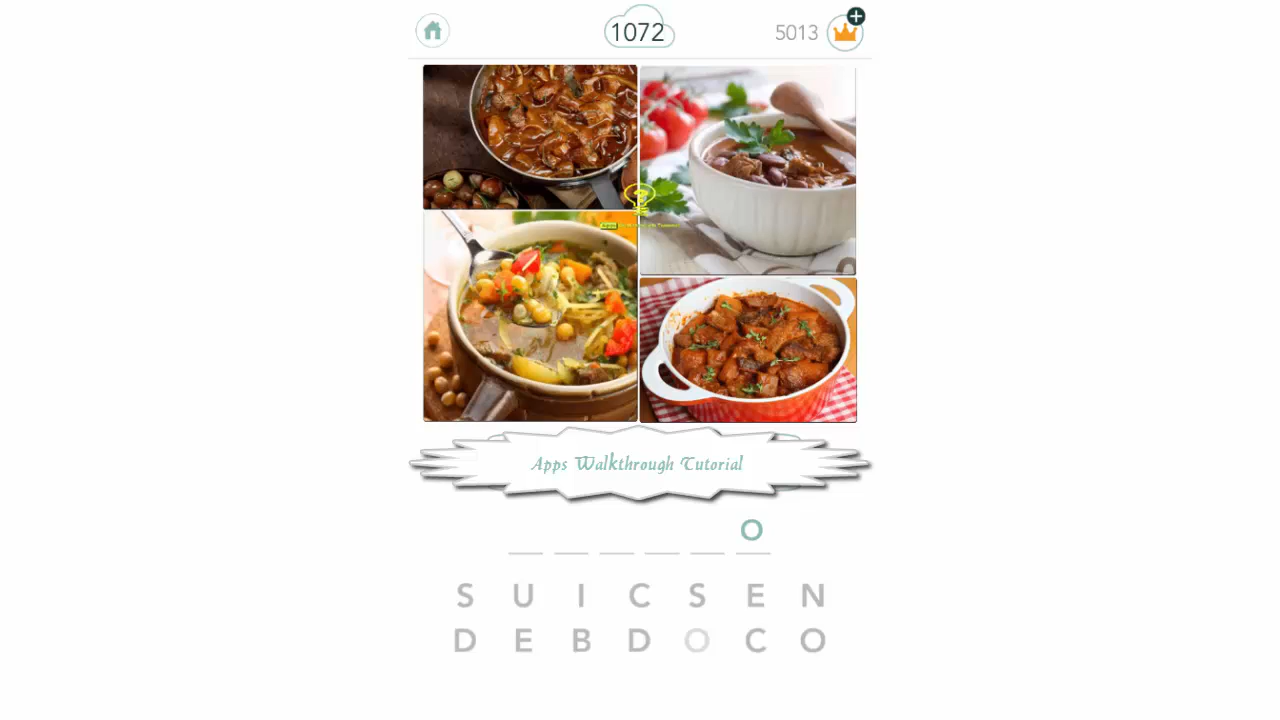 1072
5013
Apps Walkthrough Tutorial
O
S U I C S E N
D E B D O C O